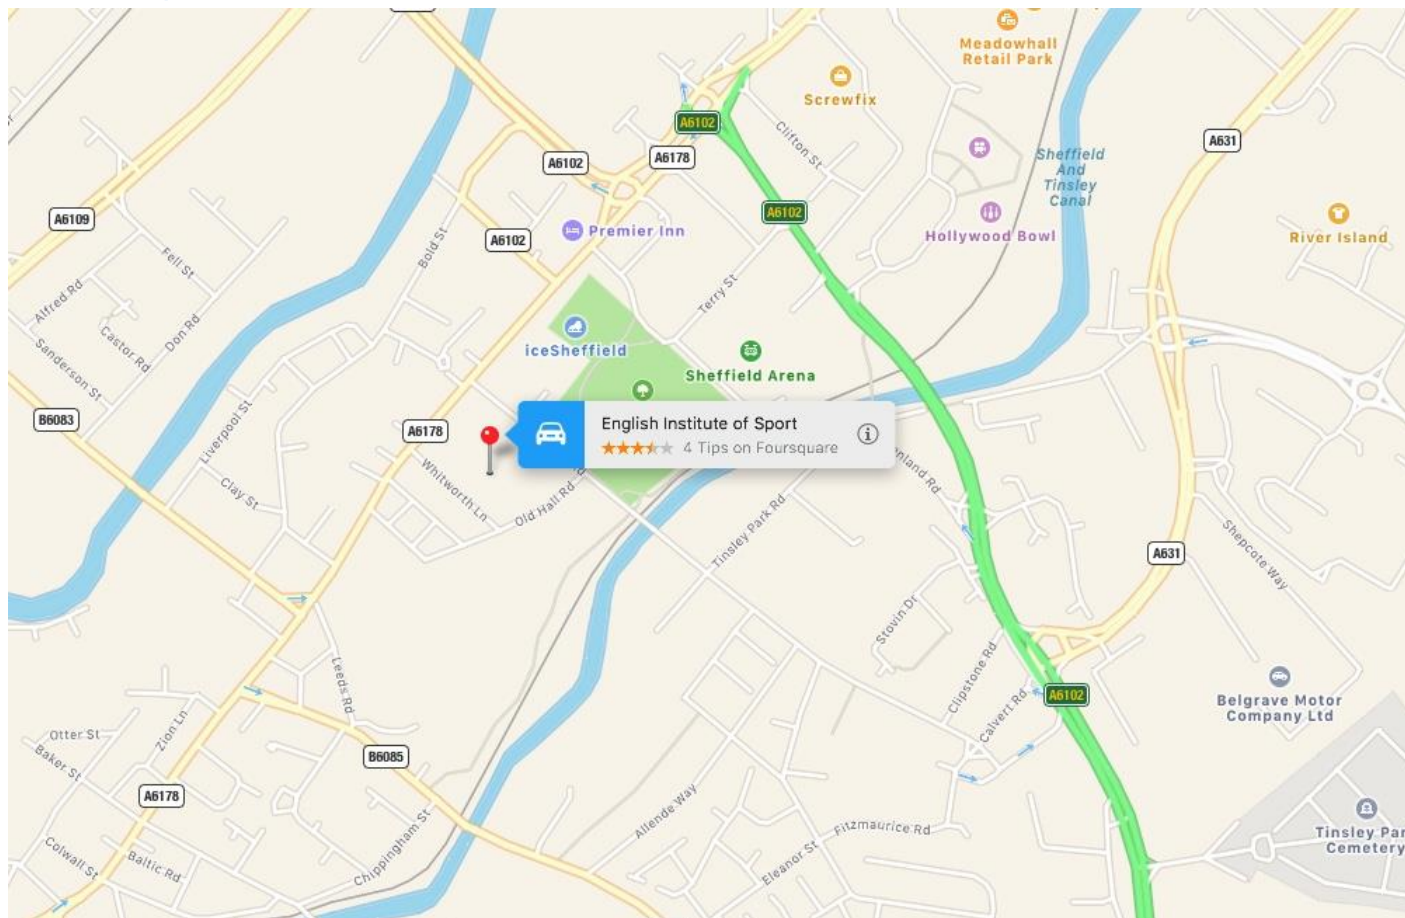 Meadowhall
Retail Park
Screwfix
A6102
Clifton St
A631
A6102
A6178
Sheffield
And
Tinsley
Canal
A6109
A6102
Hollywood Bowl
River Island
A6102
Premier Inn
Bold St
Fell St
Alfred Rd
Terry St
Castor Rd
Don Rd
Sanderson St
iceSheffield
Sheffield Arena
B6083
A6178
English Institute of Sport
4 Tips on Foursquare
Liverpool St
Whitworth Ln
Clay St
Old Hall Rd
Tinsley Park Rd
Shepcote Way
A631
Stovin Dr
Clipstone Rd
Leeds Rd
Calvert Rd
A6102
Belgrave Motor
Company Ltd
Zion Ln
Otter St
Baker St
B6085
A6178
Allende Way
Fitzmaurice Rd
Tinsley Par
Cemetery
Colwall St
Baltic Rd
Chippingham St
Eleanor St